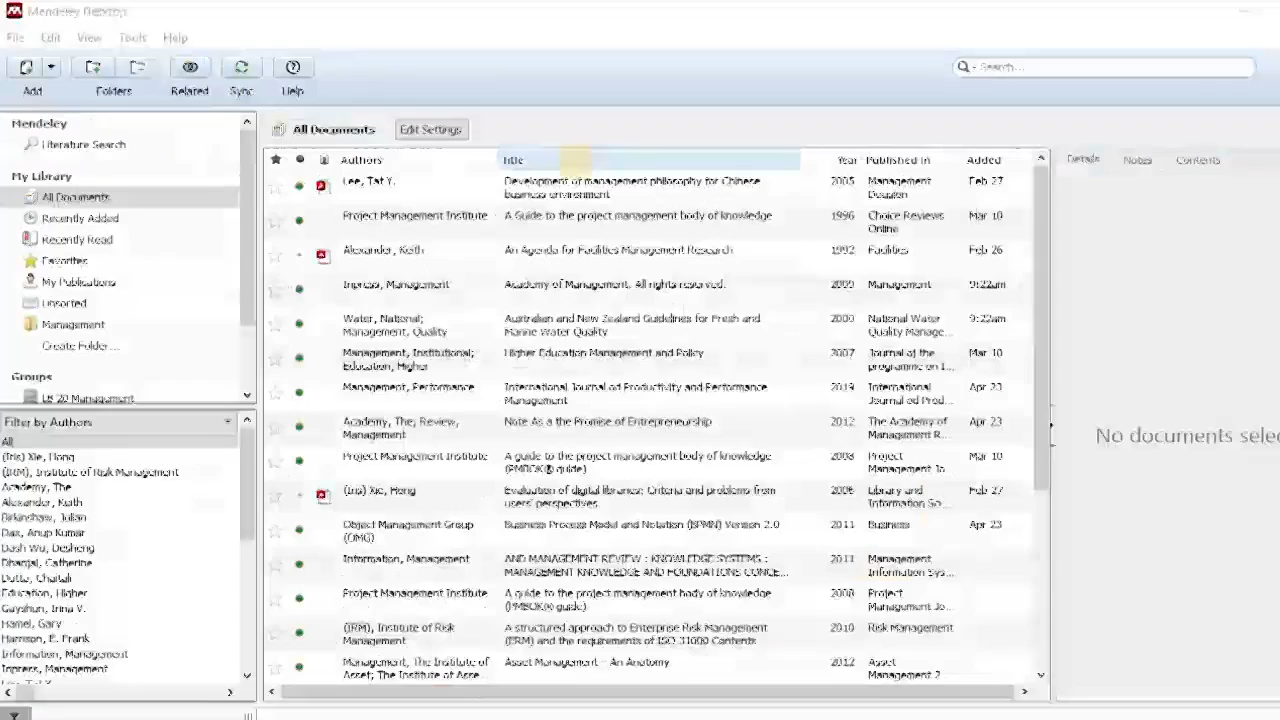 Mendeley Desktop
File Edit View Tools Help
Add Folders Related Sync Help
Search...
Mendeley
Literature Search
My Library
All Documents
Recently Added
Recently Read
Favorites
My Publications
Unsorted
Management
Create Folder...
Groups
LB 20 Management
Filter by Authors
All
(Iris) Xie, Hong
(IRM), Institute of Risk Management
Academy, The
Alexander, Keith
Birkinshaw, Julian
Das, Anup Kumar
Dash Wu, Desheng
Dhanjal, Catherine
Dutta, Chaitali
Education, Higher
Gayshun, Irina V.
Hamel, Gary
Harrison, E. Frank
Information, Management
Inpress, Management
All Documents Edit Settings
Authors Title Year Published In Added
Lee, Tat Y. Development of management philosophy for Chinese 2005 Management Feb 27
business environment
Project Management Institute A Guide to the project management body of knowledge 1996 Choice Reviews Mar 10
Online
Alexander, Keith An Agenda for Facilities Management Research 1992 Facilities Feb 26
Inpress, Management Academy of Management. All rights reserved. 2009 Management 9:22am
Water, National; Australian and New Zealand Guidelines for Fresh and 2000 National Water 9:22am
Management, Quality Marine Water Quality Quality Manage...
Management, Institutional; Higher Education Management and Policy 2007 Journal of the Mar 10
Education, Higher programme on I...
Management, Performance International Journal od Productivity and Performance 2019 International Apr 23
Management Journal od Prod...
Academy, The; Review, Note As a the Promise of Entrepreneurship 2012 The Academy of Apr 23
Management Management R...
Project Management Institute A guide to the project management body of knowledge 2008 Project Mar 10
(PMBOK® guide) Management Jo...
(Iris) Xie, Hong Evaluation of digital libraries: Criteria and problems from 2006 Library and Feb 27
users' perspectives Information So...
Object Management Group Business Process Model and Notation (BPMN) Version 2.0 2011 Business Apr 23
(OMG)
Information, Management AND MANAGEMENT REVIEW : KNOWLEDGE SYSTEMS : 2011 Management
MANAGEMENT KNOWLEDGE AND FOUNDATIONS CONCE... Information Sys...
Project Management Institute A guide to the project management body of knowledge 2008 Project
(PMBOK® guide) Management Jo...
(IRM), Institute of Risk A structured approach to Enterprise Risk Management 2010 Risk Management
Management (ERM) and the requirements of ISO 31000 Contents
Management, The Institute of Asset Management – An Anatomy 2012 Asset
Asset; The Institute of Asse... Management 2
Details Notes Contents
No documents selec